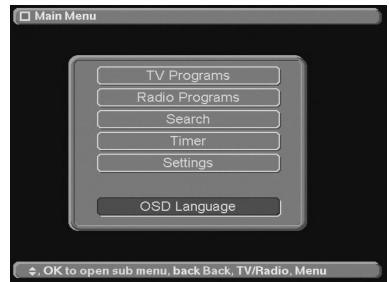 Main Menu
TV Programs
Radio Programs
Search
Timer
Settings
OSD Language
, OK to open sub menu, back Back, TV/Radio, Menu